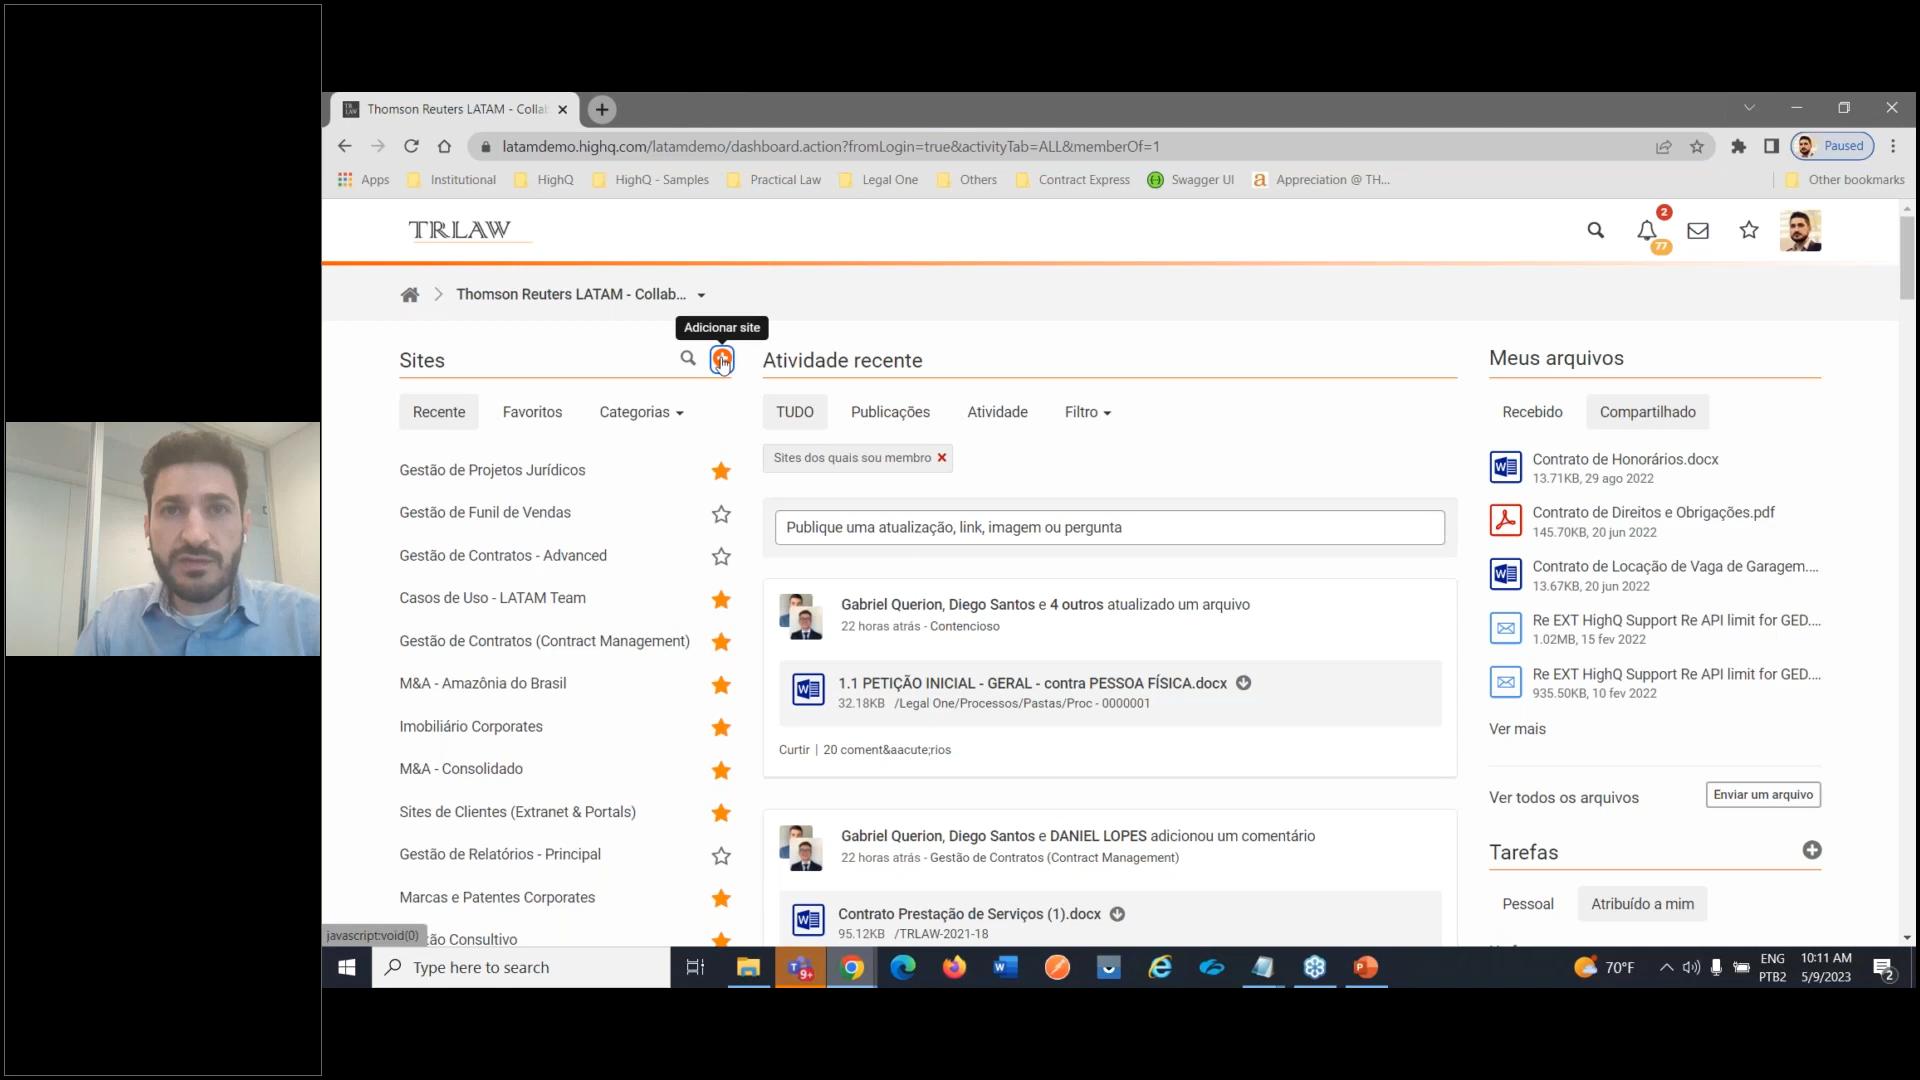 Thomson Reuters LATAM - Collab
latamdemo.highq.com/latamdemo/dashboard.action?fromLogin=true&activityTab=ALL&memberOf=1
Paused
Apps
Institutional
HighQ
HighQ - Samples
Practical Law
Legal One
Others
Contract Express
Swagger UI
a
Appreciation @ TH...
Other bookmarks
TRLAW
2
77
Thomson Reuters LATAM - Collab...
Adicionar site
Sites
Recente
Favoritos
Categorias
Gestão de Projetos Jurídicos
Gestão de Funil de Vendas
Gestão de Contratos - Advanced
Casos de Uso - LATAM Team
Gestão de Contratos (Contract Management)
M&A - Amazônia do Brasil
Imobiliário Corporates
M&A - Consolidado
Sites de Clientes (Extranet & Portals)
Gestão de Relatórios - Principal
Marcas e Patentes Corporates
tão Consultivo
javascript:void(0)
Atividade recente
TUDO
Publicações
Atividade
Filtro
Sites dos quais sou membro
Publique uma atualização, link, imagem ou pergunta
Gabriel Querion, Diego Santos e 4 outros atualizado um arquivo
22 horas atrás - Contencioso
1.1 PETIÇÃO INICIAL - GERAL - contra PESSOA FÍSICA.docx
32.18KB /Legal One/Processos/Pastas/Proc - 0000001
Curtir | 20 coment&aacute;rios
Gabriel Querion, Diego Santos e DANIEL LOPES adicionou um comentário
22 horas atrás - Gestão de Contratos (Contract Management)
Contrato Prestação de Serviços (1).docx
95.12KB /TRLAW-2021-18
Meus arquivos
Recebido
Compartilhado
Contrato de Honorários.docx
13.71KB, 29 ago 2022
Contrato de Direitos e Obrigações.pdf
145.70KB, 20 jun 2022
Contrato de Locação de Vaga de Garagem....
13.67KB, 20 jun 2022
Re EXT HighQ Support Re API limit for GED....
1.02MB, 15 fev 2022
Re EXT HighQ Support Re API limit for GED....
935.50KB, 10 fev 2022
Ver mais
Ver todos os arquivos
Enviar um arquivo
Tarefas
Pessoal
Atribuído a mim
Type here to search
9+
70°F
ENG
PTB2
10:11 AM
5/9/2023
2